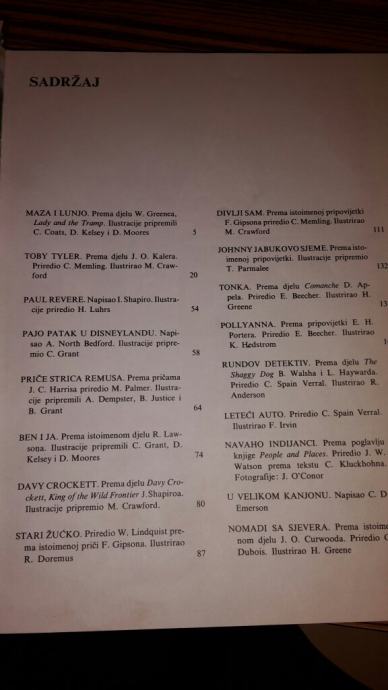 SADRŽAJ
MAZA I LUNJO. Prema djelu W. Greenea,
Lady and the Tramp. Ilustracije pripremili
C. Coats, D. Kelsey i D. Moores 5
TOBY TYLER. Prema djelu J. O. Kalera.
Priredio C. Memling. Ilustrirao M. Craw-
ford 20
PAUL REVERE. Napisao I. Shapiro. Ilustra-
cije priredio H. Luhrs 54
PAJO PATAK U DISNEYLANDU. Napi-
sao A. North Bedford. Ilustracije pripre-
mio C. Grant 58
PRIČE STRICA REMUSA. Prema pričama
J. C. Harrisa priredio M. Palmer. Ilustra-
cije pripremili A. Dempster, B. Justice i
B. Grant 64
BEN I JA. Prema istoimenom djelu R. Law-
sona. Ilustracije pripremili C. Grant, D.
Kelsey i D. Moores 74
DAVY CROCKETT. Prema djelu Davy Cro-
ckett, King of the Wild Frontier J.Shapiroa.
Ilustracije pripremio M. Crawford. 80
STARI ŽUĆKO. Priredio W. Lindquist pre-
ma istoimenoj priči F. Gipsona. Ilustrirao
R. Doremus 87
DIVLJI SAM. Prema istoimenoj pripovijetki
F. Gipsona priredio C. Memling. Ilustrirao
M. Crawford 111
JOHNNY JABUKOVO SJEME. Prema isto-
imenoj pripovijetki. Ilustracije pripremio
T. Parmalee 132
TONKA. Prema djelu Comanche D. Ap-
pela. Priredio E. Beecher. Ilustrirao H.
Greene
POLLYANNA. Prema pripovijetki E. H.
Portera. Priredio E. Beecher. Ilustrirao
K. Hedstrom
RUNDOV DETEKTIV. Prema djelu The
Shaggy Dog B. Walsha i L. Haywarda.
Priredio C. Spain Verral. Ilustrirao R.
Anderson
LETEĆI AUTO. Priredio C. Spain Verral.
Ilustrirao F. Irvin
NAVAHO INDIJANCI. Prema poglavlju
knjige People and Places. Priredio J. W.
Watson prema tekstu C. Kluckhohna.
Fotografije: J. O'Conor
U VELIKOM KANJONU. Napisao C. D
Emerson
NOMADI SA SJEVERA. Prema istoime
nom djelu J. O. Curwooda. Priredio C
Dubois. Ilustrirao H. Greene